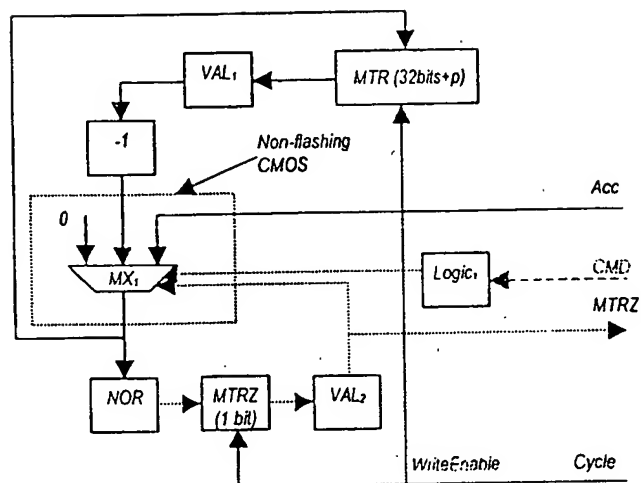 VAL₁
MTR (32bits+p)
-1
Non-flashing
CMOS
Acc
0
MX₁
Logic₁
CMD
MTRZ
NOR
MTRZ
(1 bit)
VAL₂
WriteEnable
Cycle